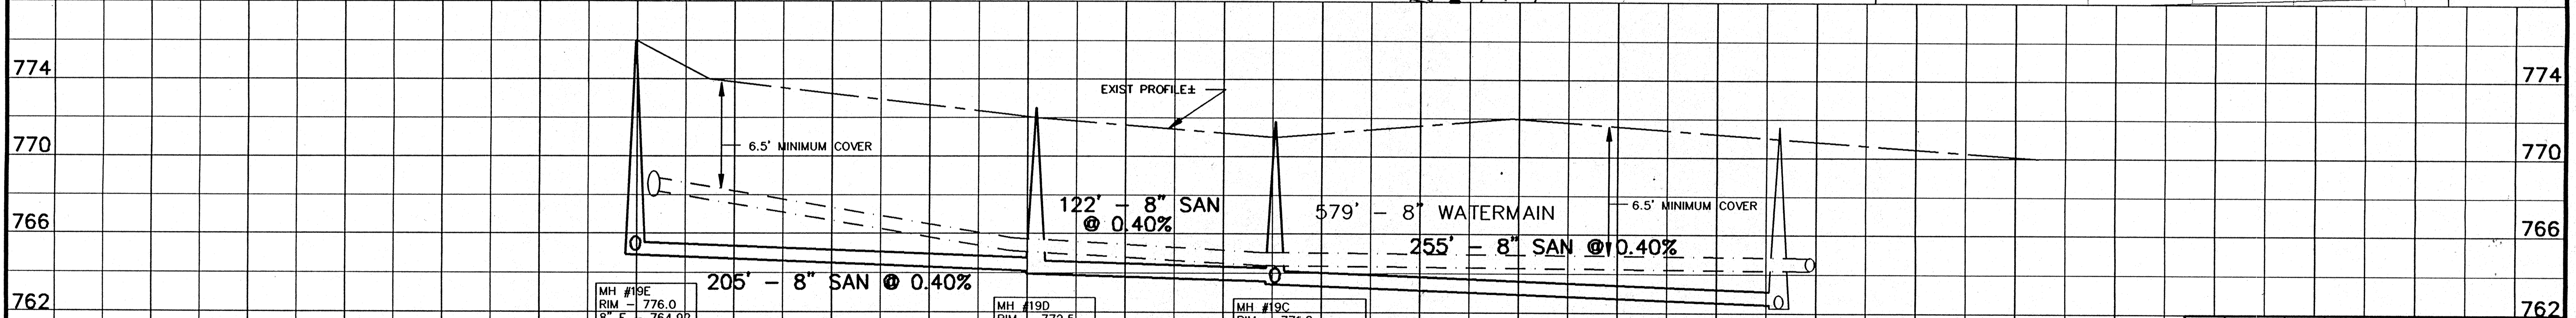 774
774
EXIST PROFILE±
770
6.5' MINIMUM COVER
770
122' - 8" SAN
@ 0.40%
579' - 8" WATERMAIN
6.5' MINIMUM COVER
766
766
255' - 8" SAN @ 0.40%
205' - 8" SAN @ 0.40%
MH #19E
RIM - 776.0
762
MH #19D
MH #19C
762